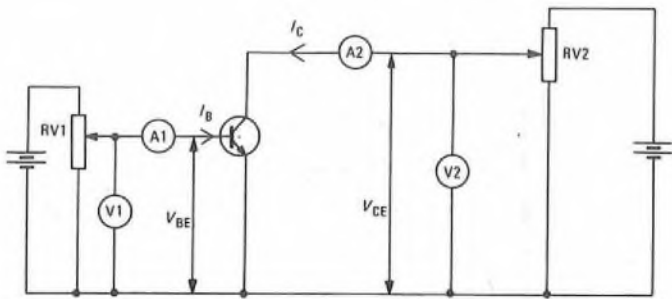 I_C
A2
RV2
RV1
I_B
A1
V1
V_BE
V_CE
V2